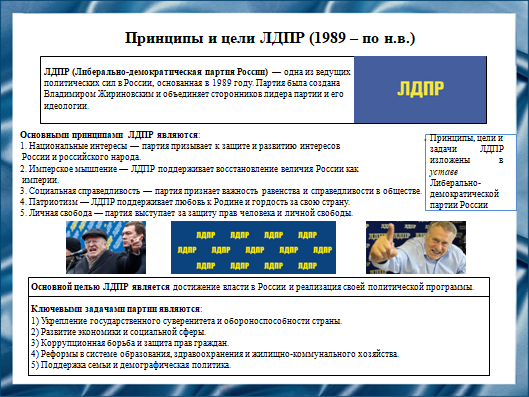 Принципы и цели ЛДПР (1989 – по н.в.)
ЛДПР (Либерально-демократическая партия России) — одна из ведущих
политических сил в России, основанная в 1989 году. Партия была создана
Владимиром Жириновским и объединяет сторонников лидера партии и его
идеологии.
ЛДПР
Основными принципами ЛДПР являются:
1. Национальные интересы — партия призывает к защите и развитию интересов
России и российского народа.
2. Имперское мышление — ЛДПР поддерживает восстановление величия России как
империи.
3. Социальная справедливость — партия признает важность равенства и справедливости в обществе.
4. Патриотизм — ЛДПР поддерживает любовь к Родине и гордость за свою страну.
5. Личная свобода — партия выступает за защиту прав человека и личной свободы.
Принципы, цели и
задачи ЛДПР
изложены в
уставе
Либерально-
демократической
партии России
ЛДПР ЛДПР ЛДПР ЛДПР
ЛДПР ЛДПР ЛДПР ЛДПР ЛДПР
ЛДПР ЛДПР ЛДПР ЛДПР
Основной целью ЛДПР является достижение власти в России и реализация своей политической программы.
Ключевыми задачами партии являются:
1) Укрепление государственного суверенитета и обороноспособности страны.
2) Развитие экономики и социальной сферы.
3) Коррупционная борьба и защита прав граждан.
4) Реформы в системе образования, здравоохранения и жилищно-коммунального хозяйства.
5) Поддержка семьи и демографическая политика.